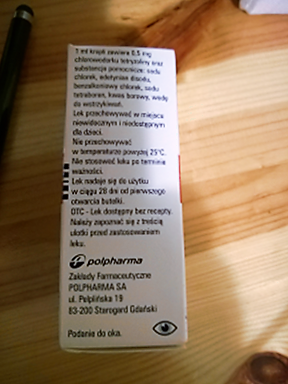 1 ml kropli zawiera 0,5 mg
chlorowodorku tetryzoliny oraz
substancje pomocnicze: sodu
chlorek, edetynian disodu,
benzalkoniowy chlorek, sodu
tetraboran, kwas borowy, wodę
do wstrzykiwań.
Lek przechowywać w miejscu
niewidocznym i niedostępnym
dla dzieci.
Nie przechowywać
w temperaturze powyżej 25°C.
Nie stosować leku po terminie
ważności.
Lek nadaje się do użytku
w ciągu 28 dni od pierwszego
otwarcia butelki.
OTC - Lek dostępny bez recepty.
Należy zapoznać się z treścią
ulotki przed zastosowaniem
leku.
polpharma
Zakłady Farmaceutyczne
POLPHARMA SA
ul. Pelplińska 19
83-200 Starogard Gdański
Podanie do oka.